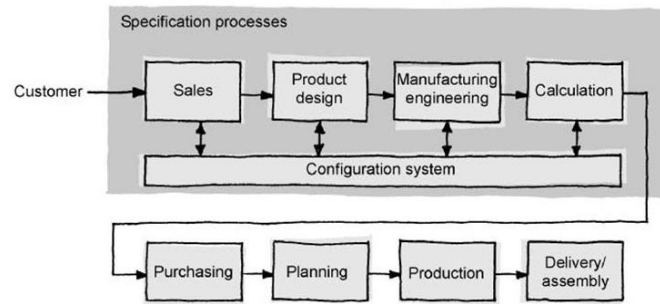 Specification processes
Customer
Sales
Product
design
Manufacturing
engineering
Calculation
Configuration system
Purchasing
Planning
Production
Delivery/
assembly